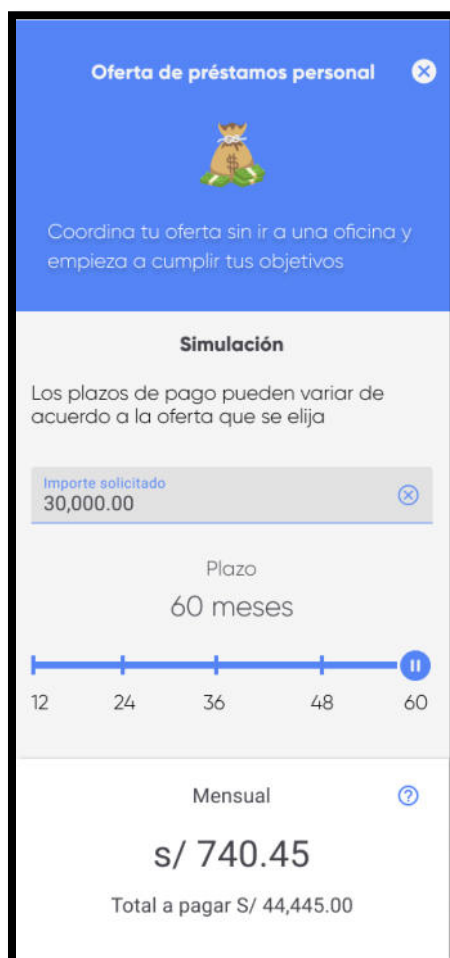 Oferta de préstamos personal
$
Coordina tu oferta sin ir a una oficina y
empieza a cumplir tus objetivos
Simulación
Los plazos de pago pueden variar de
acuerdo a la oferta que se elija
Importe solicitado
30,000.00
Plazo
60 meses
12 24 36 48 60
Mensual
?
s/ 740.45
Total a pagar S/ 44,445.00